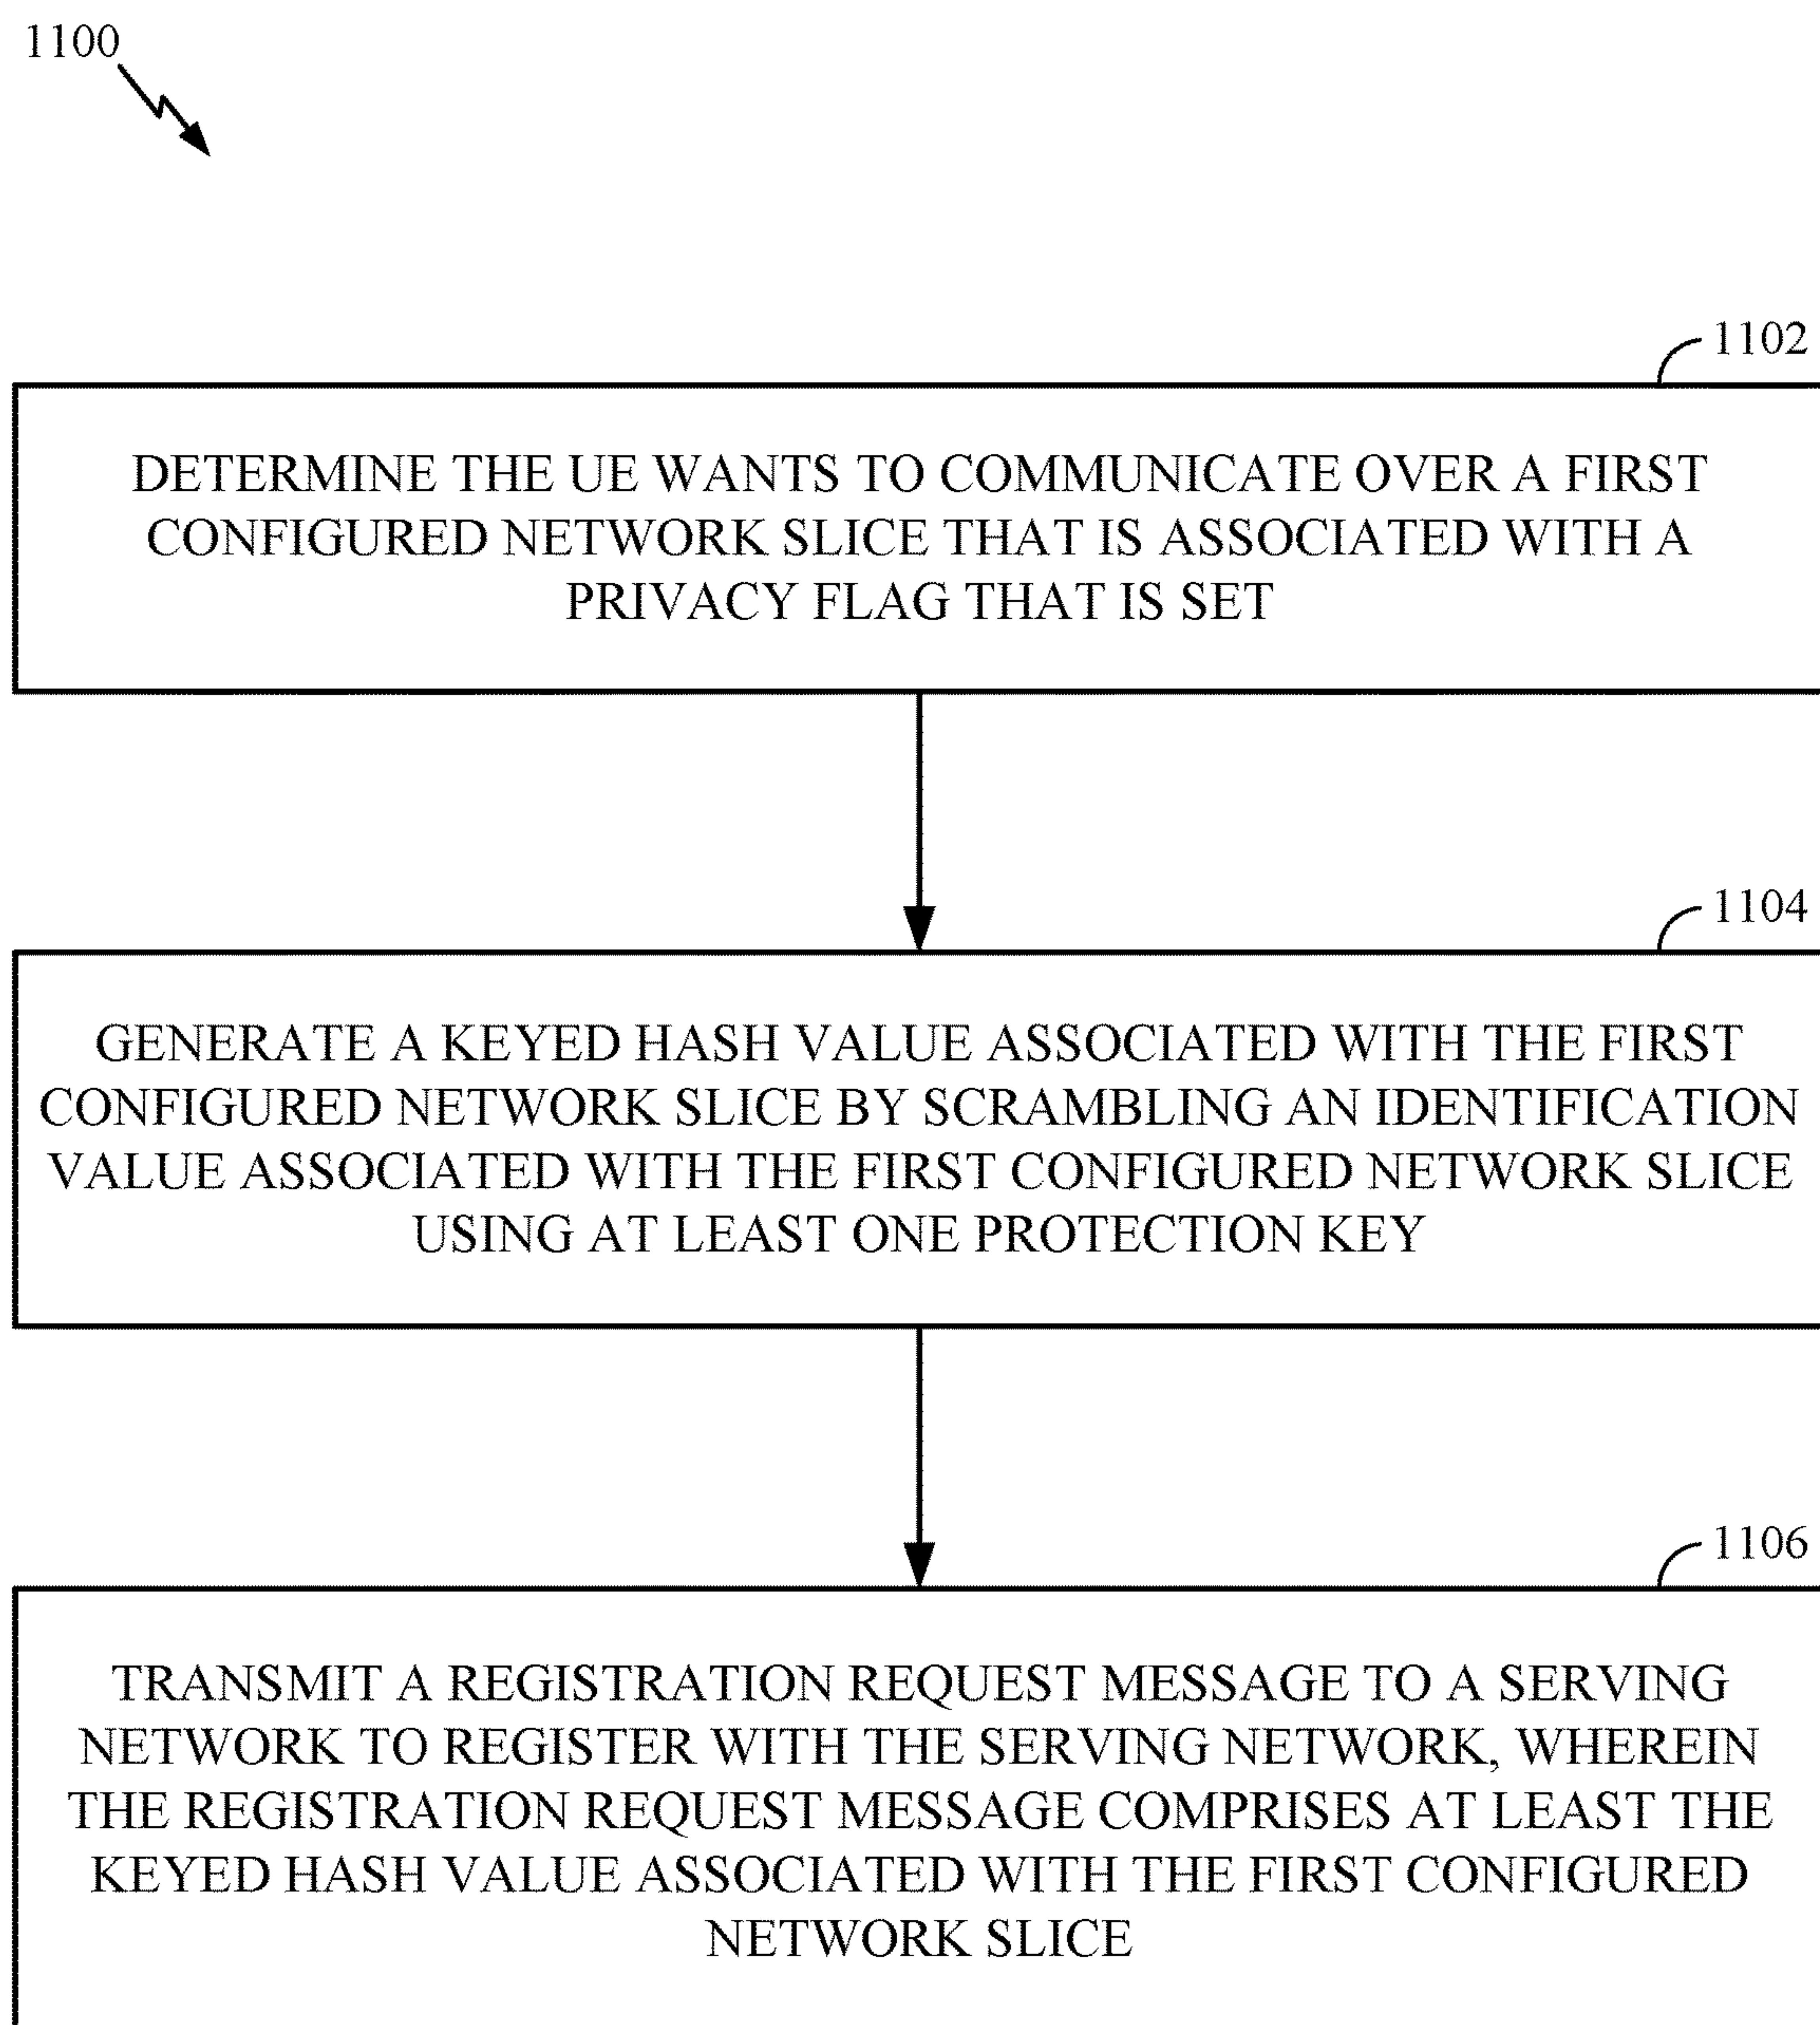 1100
1102
DETERMINE THE UE WANTS TO COMMUNICATE OVER A FIRST
CONFIGURED NETWORK SLICE THAT IS ASSOCIATED WITH A
PRIVACY FLAG THAT IS SET
1104
GENERATE A KEYED HASH VALUE ASSOCIATED WITH THE FIRST
CONFIGURED NETWORK SLICE BY SCRAMBLING AN IDENTIFICATION
VALUE ASSOCIATED WITH THE FIRST CONFIGURED NETWORK SLICE
USING AT LEAST ONE PROTECTION KEY
1106
TRANSMIT A REGISTRATION REQUEST MESSAGE TO A SERVING
NETWORK TO REGISTER WITH THE SERVING NETWORK, WHEREIN
THE REGISTRATION REQUEST MESSAGE COMPRISES AT LEAST THE
KEYED HASH VALUE ASSOCIATED WITH THE FIRST CONFIGURED
NETWORK SLICE